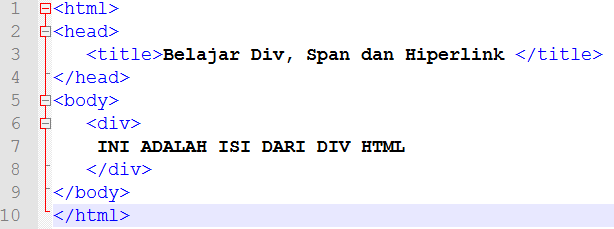 1 <html>
2 <head>
3 <title>Belajar Div, Span dan Hiperlink </title>
4 </head>
5 <body>
6 <div>
7 INI ADALAH ISI DARI DIV HTML
8 </div>
9 </body>
10 </html>